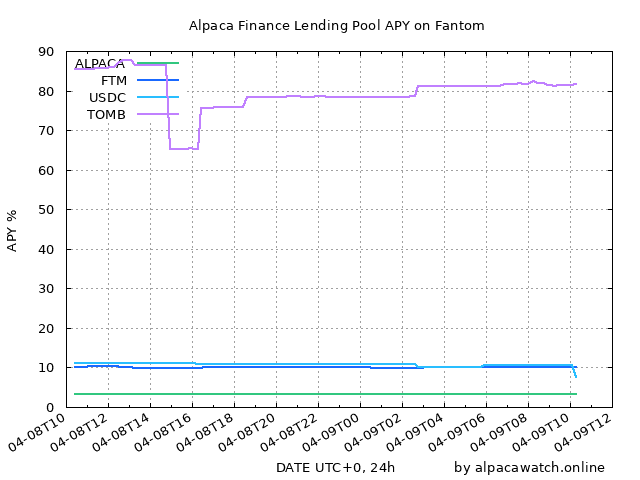 Alpaca Finance Lending Pool APY on Fantom
90
80
70
60
50
40
30
20
10
0
APY %
ALPACA
FTM
USDC
TOMB
04-08T10
04-08T12
04-08T14
04-08T16
04-08T18
04-08T20
04-08T22
04-09T00
04-09T02
04-09T04
04-09T06
04-09T08
04-09T10
04-09T12
DATE UTC+0, 24h
by alpacawatch.online